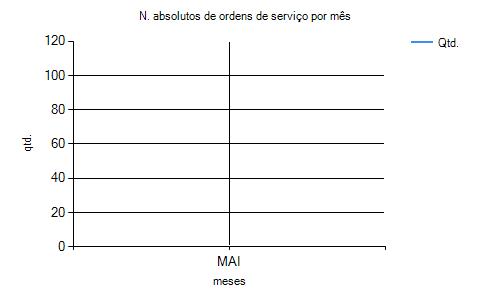 N. absolutos de ordens de serviço por mês
Qtd.
120
100
80
60
40
20
0
qtd.
MAI
meses